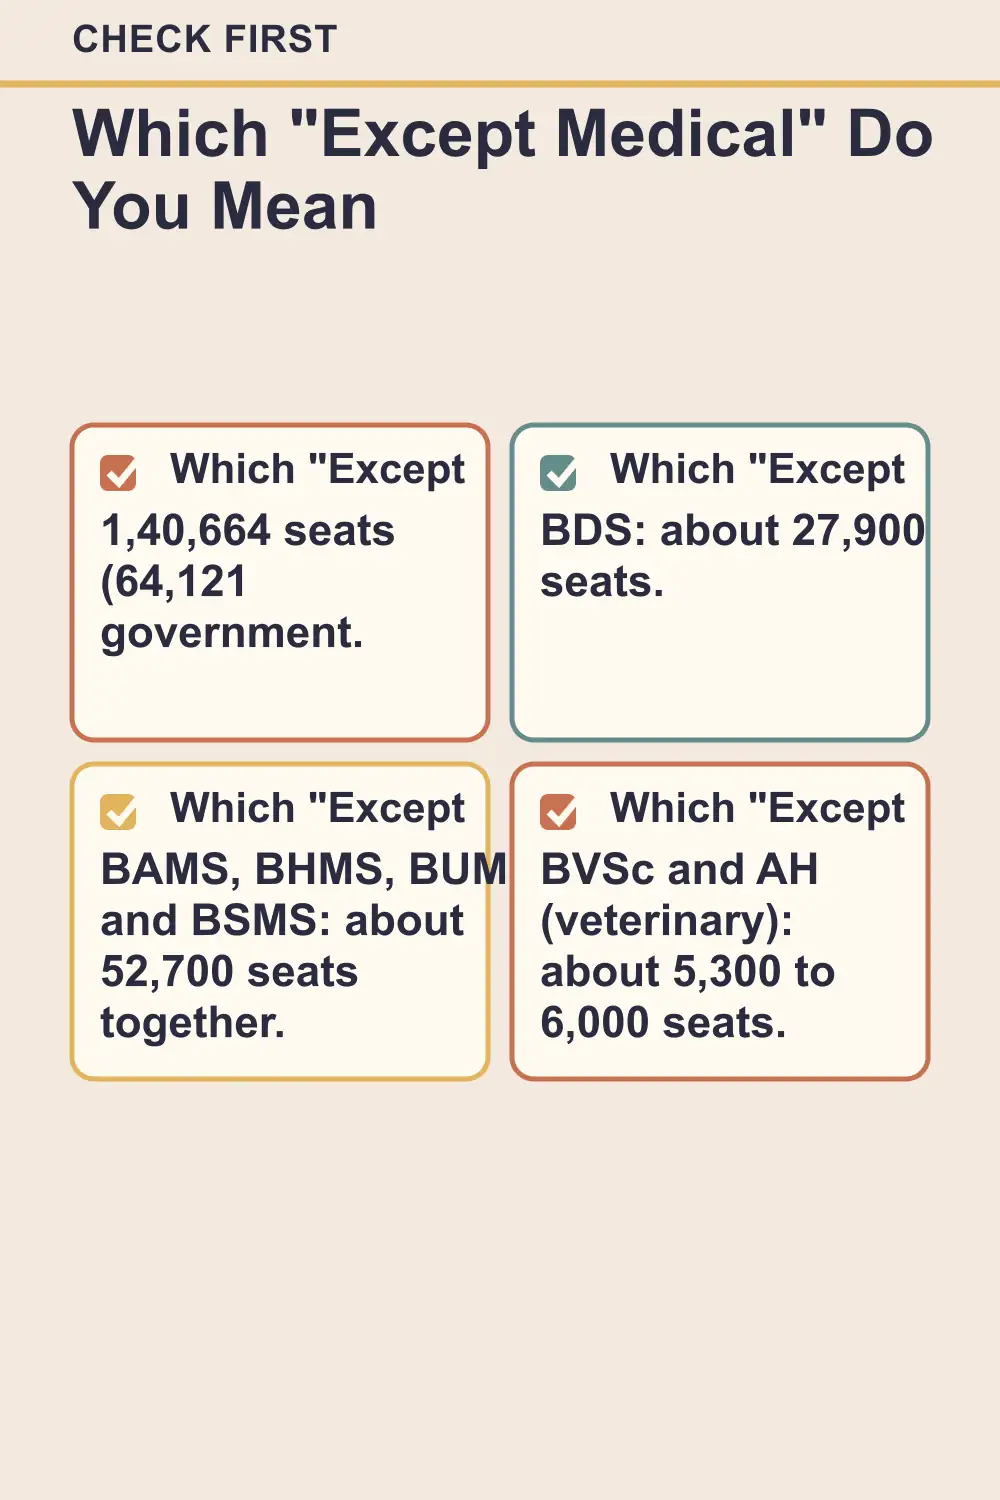 CHECK FIRST
Which "Except Medical" Do
You Mean
Which "Except
1,40,664 seats
(64,121
government.
Which "Except
BDS: about 27,900
seats.
Which "Except
BAMS, BHMS, BUM
and BSMS: about
52,700 seats
together.
Which "Except
BVSc and AH
(veterinary):
about 5,300 to
6,000 seats.